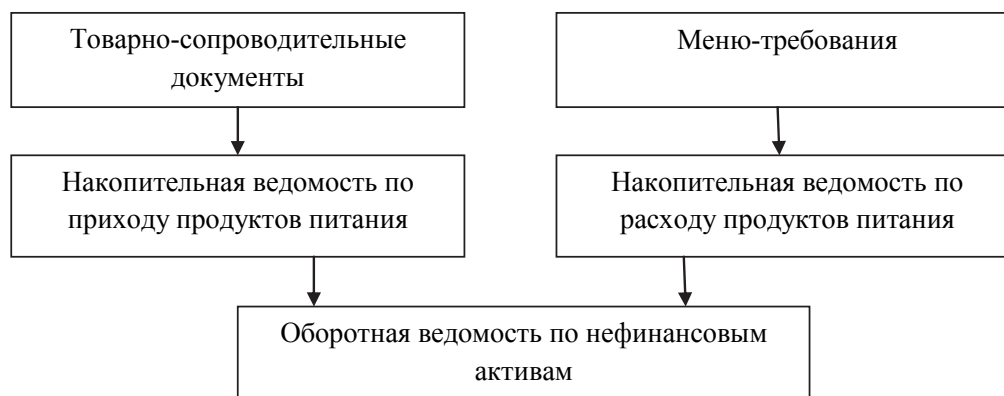 Товарно-сопроводительные
документы
Меню-требования
Накопительная ведомость по
приходу продуктов питания
Накопительная ведомость по
расходу продуктов питания
Оборотная ведомость по нефинансовым
активам